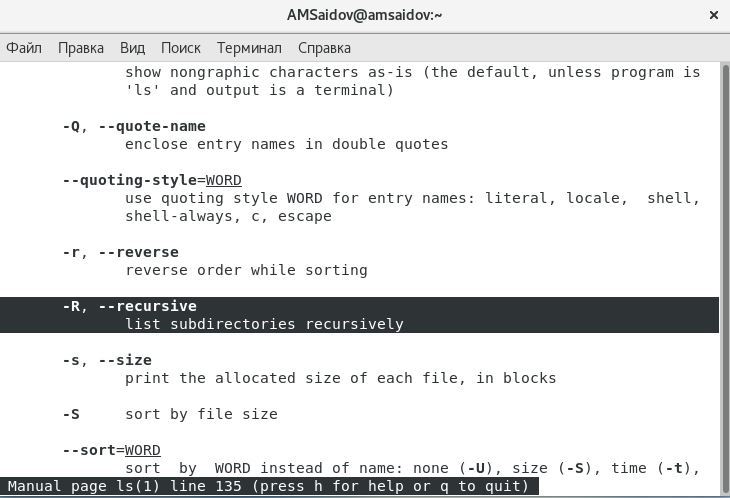 AMSaidov@amsaidov:~
Файл Правка Вид Поиск Терминал Справка
show nongraphic characters as-is (the default, unless program is
'ls' and output is a terminal)
-Q, --quote-name
enclose entry names in double quotes
--quoting-style=WORD
use quoting style WORD for entry names: literal, locale,  shell,
shell-always, c, escape
-r, --reverse
reverse order while sorting
-R, --recursive
list subdirectories recursively
-s, --size
print the allocated size of each file, in blocks
-S     sort by file size
--sort=WORD
sort  by  WORD instead of name: none (-U), size (-S), time (-t),
Manual page ls(1) line 135 (press h for help or q to quit)